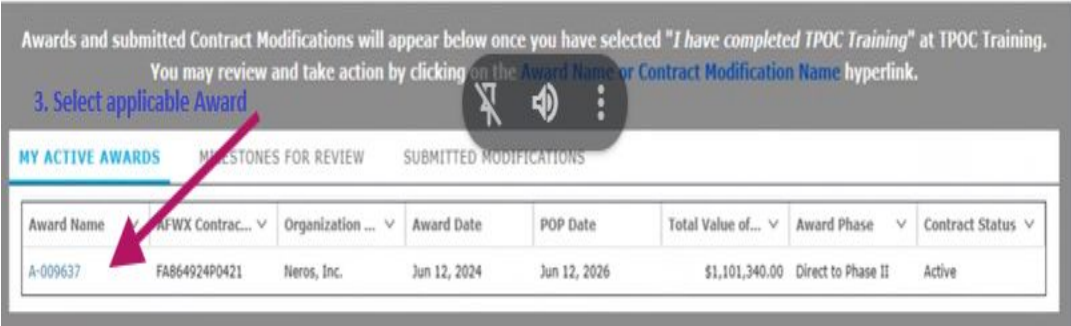 Awards and submitted Contract Modifications will appear below once you have selected "I have completed TPOC Training" at TPOC Training.
You may review and take action by clicking on the Award Name or Contract Modification Name hyperlink.
3. Select applicable Award
MY ACTIVE AWARDS MILESTONES FOR REVIEW SUBMITTED MODIFICATIONS
Award Name AFWX Contrac... Organization ... Award Date POP Date Total Value of... Award Phase Contract Status
A-009637 FA864924P0421 Neros, Inc. Jun 12, 2024 Jun 12, 2026 $1,101,340.00 Direct to Phase II Active